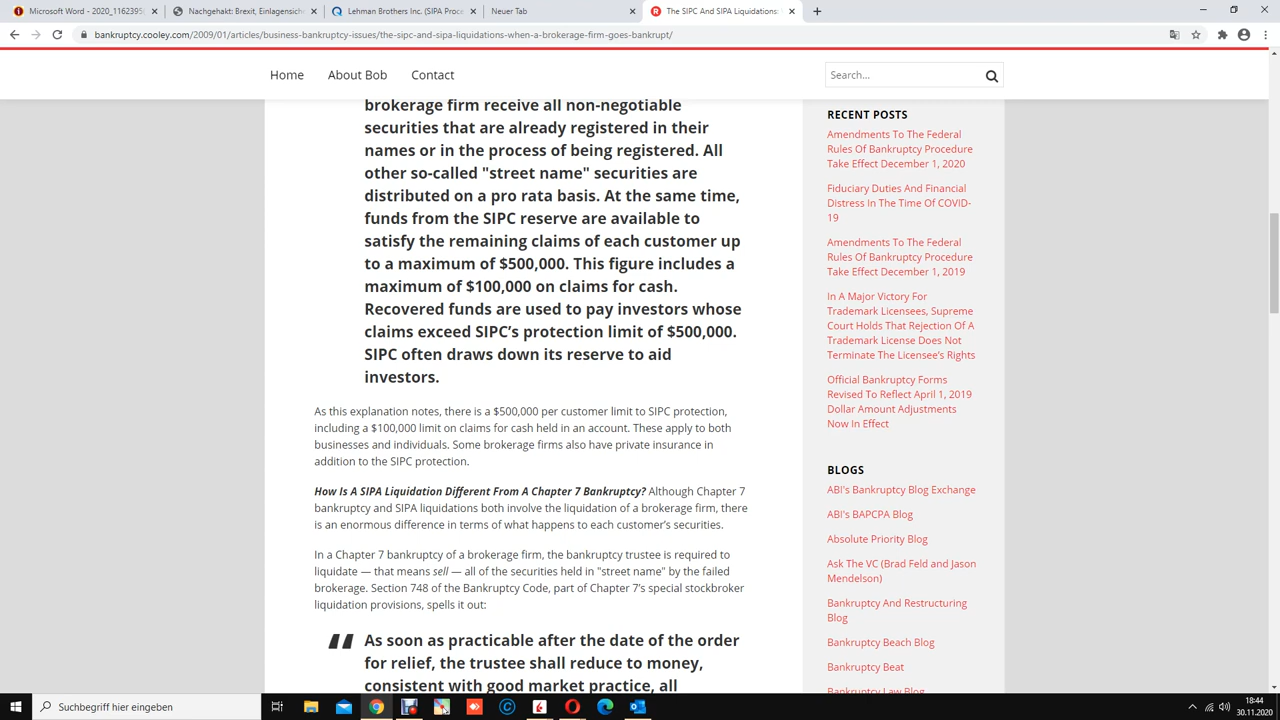 Microsoft Word - 2020_1162395
Nachgehakt: Brexit, Einlagensich
Lehman Brothers Inc. (SIPA Proce
Neuer Tab
The SIPC And SIPA Liquidations:
bankruptcy.cooley.com/2009/01/articles/business-bankruptcy-issues/the-sipc-and-sipa-liquidations-when-a-brokerage-firm-goes-bankrupt/
Home
About Bob
Contact
Search...
brokerage firm receive all non-negotiable
securities that are already registered in their
names or in the process of being registered. All
other so-called "street name" securities are
distributed on a pro rata basis. At the same time,
funds from the SIPC reserve are available to
satisfy the remaining claims of each customer up
to a maximum of $500,000. This figure includes a
maximum of $100,000 on claims for cash.
Recovered funds are used to pay investors whose
claims exceed SIPC’s protection limit of $500,000.
SIPC often draws down its reserve to aid
investors.
As this explanation notes, there is a $500,000 per customer limit to SIPC protection,
including a $100,000 limit on claims for cash held in an account. These apply to both
businesses and individuals. Some brokerage firms also have private insurance in
addition to the SIPC protection.
How Is A SIPA Liquidation Different From A Chapter 7 Bankruptcy? Although Chapter 7
bankruptcy and SIPA liquidations both involve the liquidation of a brokerage firm, there
is an enormous difference in terms of what happens to each customer’s securities.
In a Chapter 7 bankruptcy of a brokerage firm, the bankruptcy trustee is required to
liquidate — that means sell — all of the securities held in "street name" by the failed
brokerage. Section 748 of the Bankruptcy Code, part of Chapter 7’s special stockbroker
liquidation provisions, spells it out:
As soon as practicable after the date of the order
for relief, the trustee shall reduce to money,
consistent with good market practice, all
RECENT POSTS
Amendments To The Federal
Rules Of Bankruptcy Procedure
Take Effect December 1, 2020
Fiduciary Duties And Financial
Distress In The Time Of COVID-
19
Amendments To The Federal
Rules Of Bankruptcy Procedure
Take Effect December 1, 2019
In A Major Victory For
Trademark Licensees, Supreme
Court Holds That Rejection Of A
Trademark License Does Not
Terminate The Licensee’s Rights
Official Bankruptcy Forms
Revised To Reflect April 1, 2019
Dollar Amount Adjustments
Now In Effect
BLOGS
ABI's Bankruptcy Blog Exchange
ABI's BAPCPA Blog
Absolute Priority Blog
Ask The VC (Brad Feld and Jason
Mendelson)
Bankruptcy And Restructuring
Blog
Bankruptcy Beach Blog
Bankruptcy Beat
Bankruptcy Law Blog
Suchbegriff hier eingeben
18:44
30.11.2020